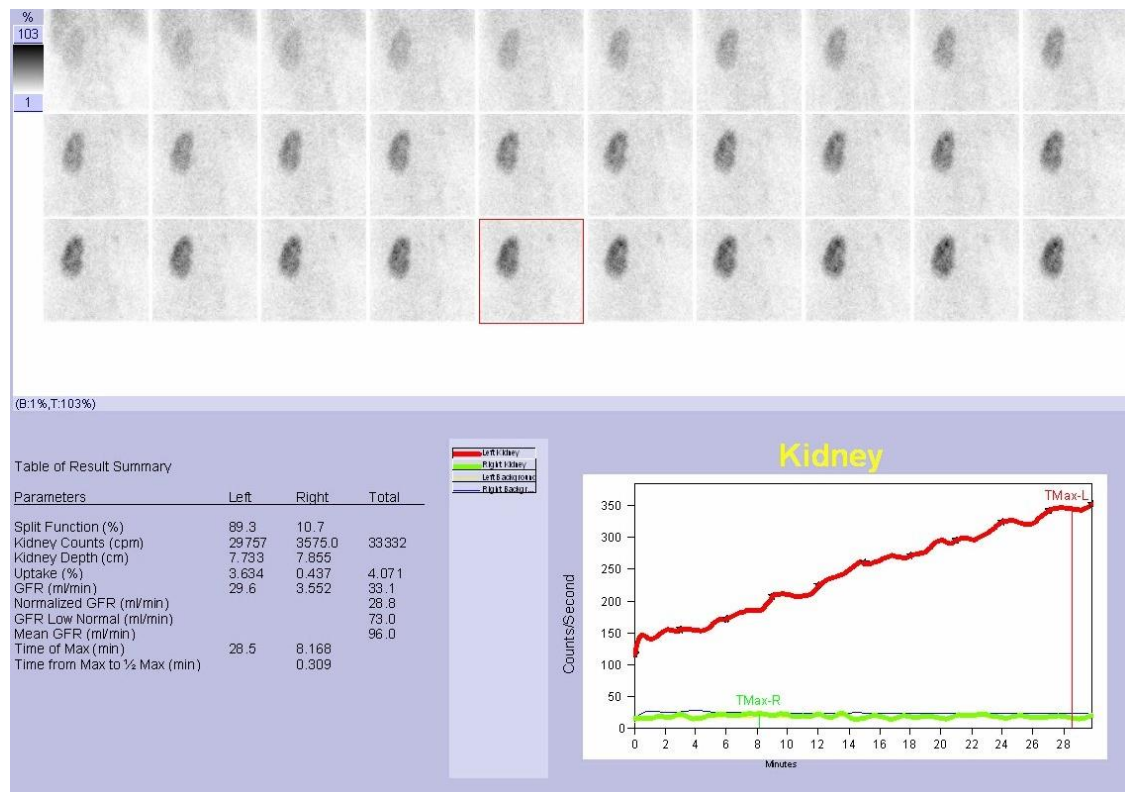 %
103
1
(B:1%,T:103%)
Table of Result Summary
Parameters Left Right Total
Split Function (%) 89.3 10.7
Kidney Counts (cpm) 29757 3575.0 33332
Kidney Depth (cm) 7.733 7.855
Uptake (%) 3.634 0.437 4.071
GFR (ml/min) 29.6 3.552 33.1
Normalized GFR (ml/min) 28.8
GFR Low Normal (ml/min) 73.0
Mean GFR (ml/min) 96.0
Time of Max (min) 28.5 8.168
Time from Max to ½ Max (min) 0.309
Left Kidney
Right Kidney
Left Background
Right Backgr...
Kidney
TMax-L
350
300
250
200
150
100
50
0
Counts/Second
TMax-R
0 2 4 6 8 10 12 14 16 18 20 22 24 26 28
Minutes